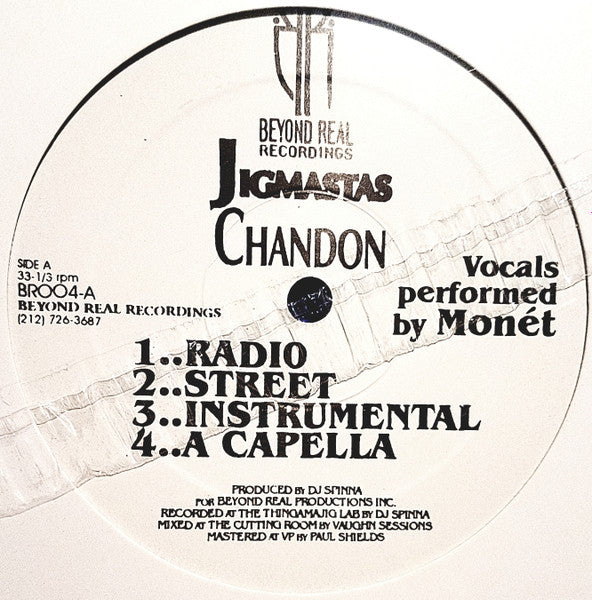 BEYOND REAL
RECORDINGS
JIGMASTAS
CHANDON
SIDE A
33-1/3 rpm
BR004-A
BEYOND REAL RECORDINGS
(212) 726-3687
Vocals
performed
by Monét
1..RADIO
2..STREET
3..INSTRUMENTAL
4..A CAPELLA
PRODUCED BY DJ SPINNA
FOR BEYOND REAL PRODUCTIONS INC.
RECORDED AT THE THINGAMAJIG LAB BY DJ SPINNA
MIXED AT THE CUTTING ROOM BY VAUGHN SESSIONS
MASTERED AT VP BY PAUL SHIELDS